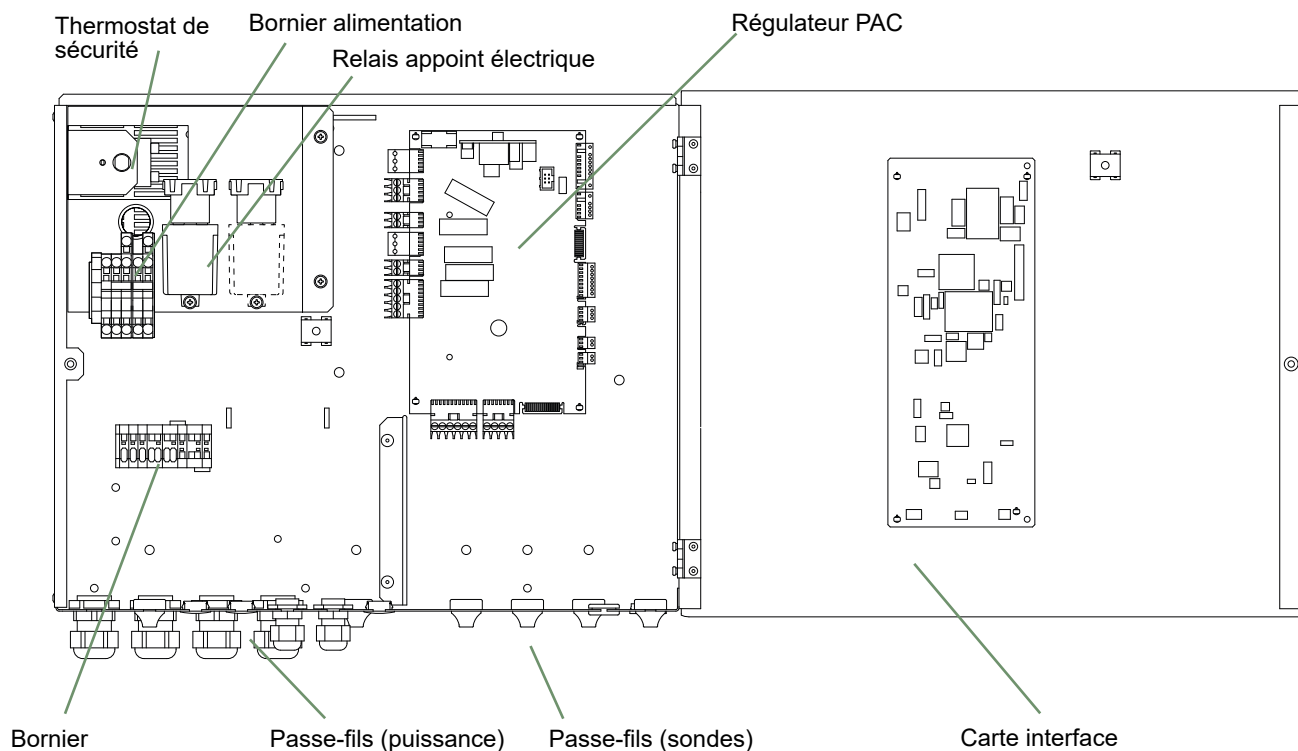 Thermostat de
sécurité
Bornier alimentation
Relais appoint électrique
Régulateur PAC
Bornier
Passe-fils (puissance)
Passe-fils (sondes)
Carte interface